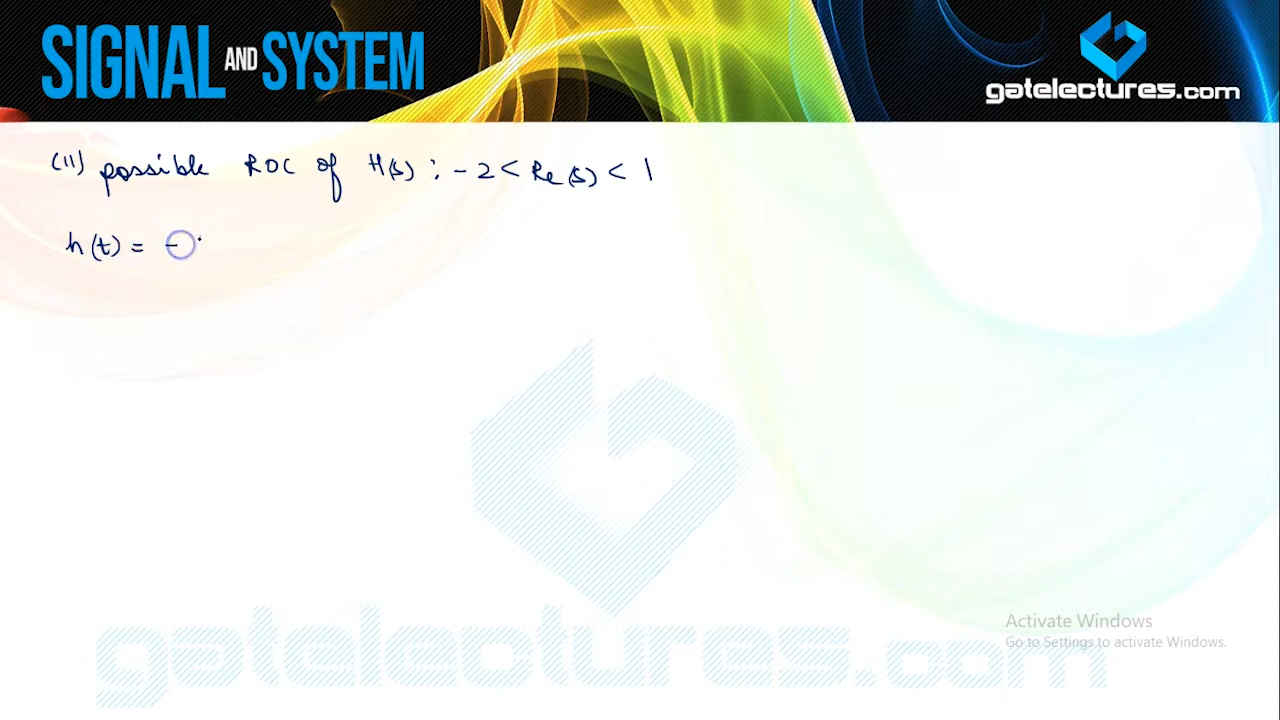 SIGNAL AND SYSTEM
gatelectures.com
(11) possible ROC of H(s) : -2 < Re(s) < 1
h(t) = -
gatelectures.com
Activate Windows
Go to Settings to activate Windows.